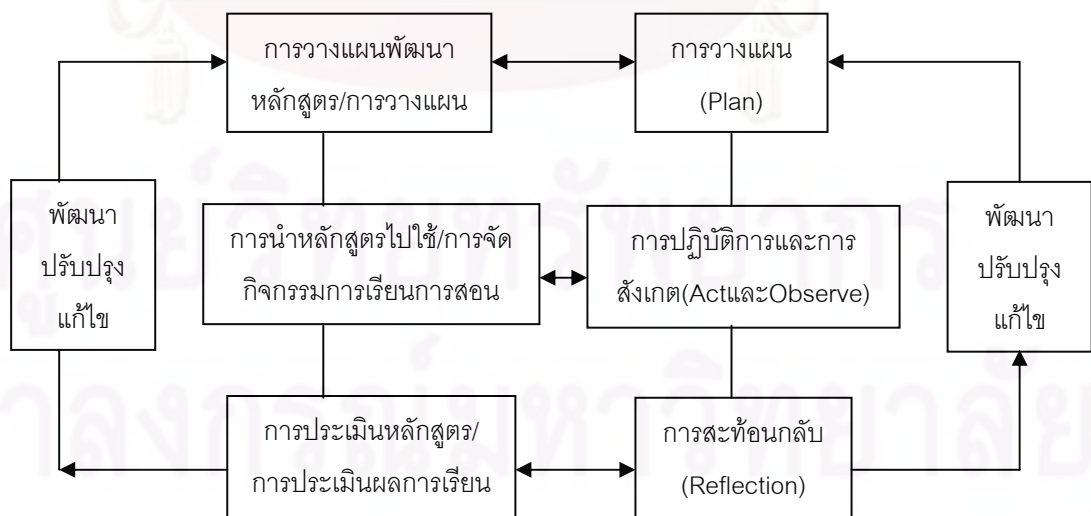 การวางแผนพัฒนา
หลักสูตร/การวางแผน
การวางแผน
(Plan)
พัฒนา
ปรับปรุง
แก้ไข
การนำหลักสูตรไปใช้/การจัด
กิจกรรมการเรียนการสอน
การปฏิบัติการและการ
สังเกต(ActและObserve)
พัฒนา
ปรับปรุง
แก้ไข
การประเมินหลักสูตร/
การประเมินผลการเรียน
การสะท้อนกลับ
(Reflection)